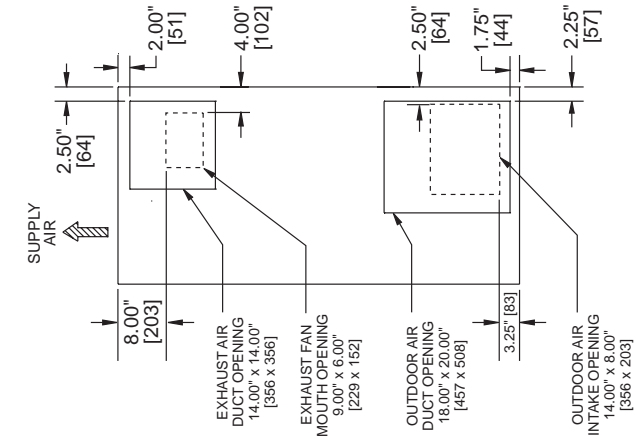 2.00"
[51]
4.00"
[102]
2.50"
[64]
1.75"
[44]
2.25"
[57]
2.50"
[64]
SUPPLY
AIR
8.00"
[203]
3.25" [83]
EXHAUST AIR
DUCT OPENING
14.00" x 14.00"
[356 x 356]
EXHAUST FAN
MOUTH OPENING
9.00" x 6.00"
[229 x 152]
OUTDOOR AIR
DUCT OPENING
18.00" x 20.00"
[457 x 508]
OUTDOOR AIR
INTAKE OPENING
14.00" x 8.00"
[356 x 203]